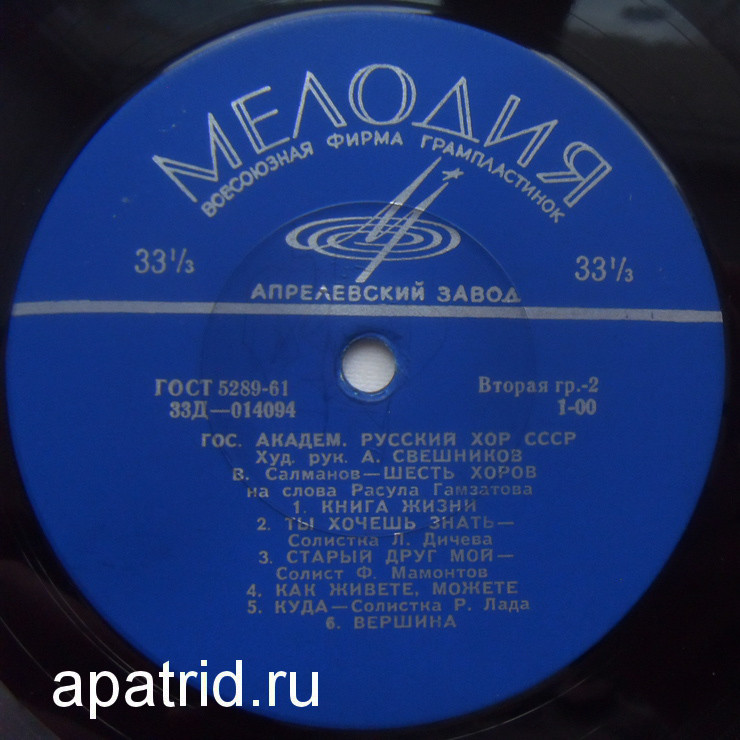 МЕЛОДИЯ
ВСЕСОЮЗНАЯ ФИРМА ГРАМПЛАСТИНОК
33⅓ 33⅓
АПРЕЛЕВСКИЙ ЗАВОД
ГОСТ 5289-61 Вторая гр.-2
33Д—014094 1-00
ГОС. АКАДЕМ. РУССКИЙ ХОР СССР
Худ. рук. А. СВЕШНИКОВ
В. Салманов—ШЕСТЬ ХОРОВ
на слова Расула Гамзатова
1. КНИГА ЖИЗНИ
2. ТЫ ХОЧЕШЬ ЗНАТЬ—
Солистка Л. Дичева
3. СТАРЫЙ ДРУГ МОЙ—
Солист Ф. Мамонтов
4. КАК ЖИВЕТЕ, МОЖЕТЕ
5. КУДА—Солистка Р. Лада
6. ВЕРШИНА
apatrid.ru